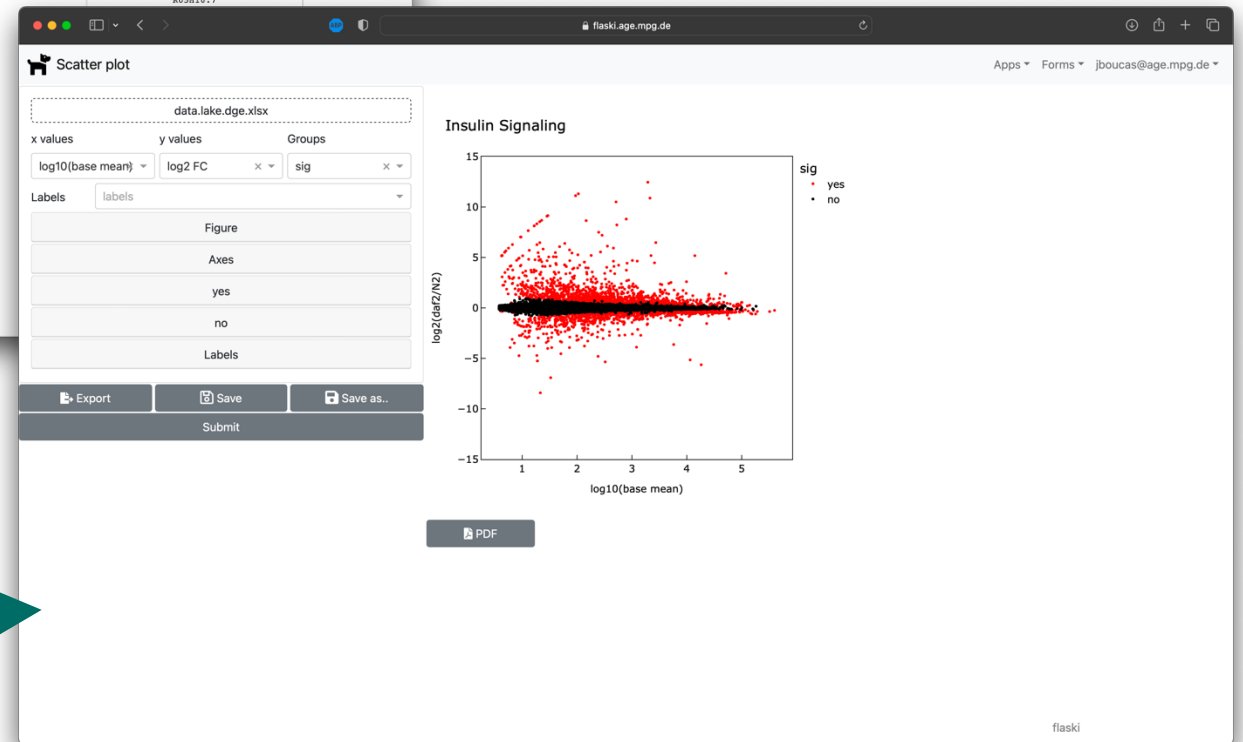 flaski.age.mpg.de
Scatter plot
Apps Forms jboucas@age.mpg.de
data.lake.dge.xlsx
x values y values Groups
log10(base mean) log2 FC × sig ×
Labels labels
Figure
Axes
yes
no
Labels
Export Save Save as..
Submit
Insulin Signaling
15
10
5
0
−5
−10
−15
log2(daf2/N2)
1 2 3 4 5
log10(base mean)
sig
yes
no
PDF
flaski